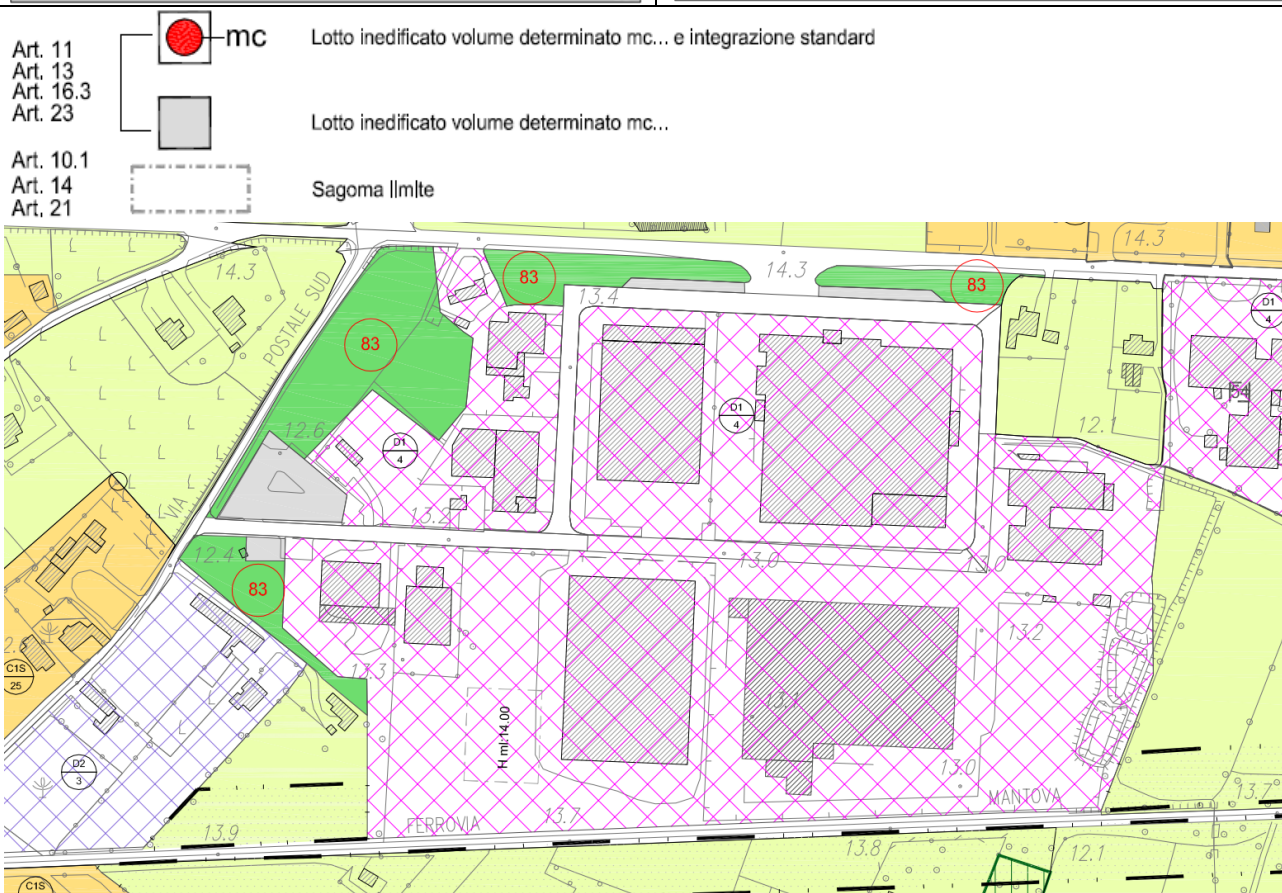 mc
Lotto inedificato volume determinato mc... e integrazione standard
Art. 11
Art. 13
Art. 16.3
Art. 23
Lotto inedificato volume determinato mc...
Art. 10.1
Art. 14
Art. 21
Sagoma limite
14.3
14.3
14.3
83
83
83
13.4
D1
4
POSTALE SUD
VIA
54
12.1
12.6
D1
4
D1
4
13.2
12.4
83
13.0
13.0
13.2
C1S
25
13.3
13.1
H ml.14.00
D2
3
13.0
13.7
MANTOVA
13.9
FERROVIA
13.7
13.8
12.1
C1S